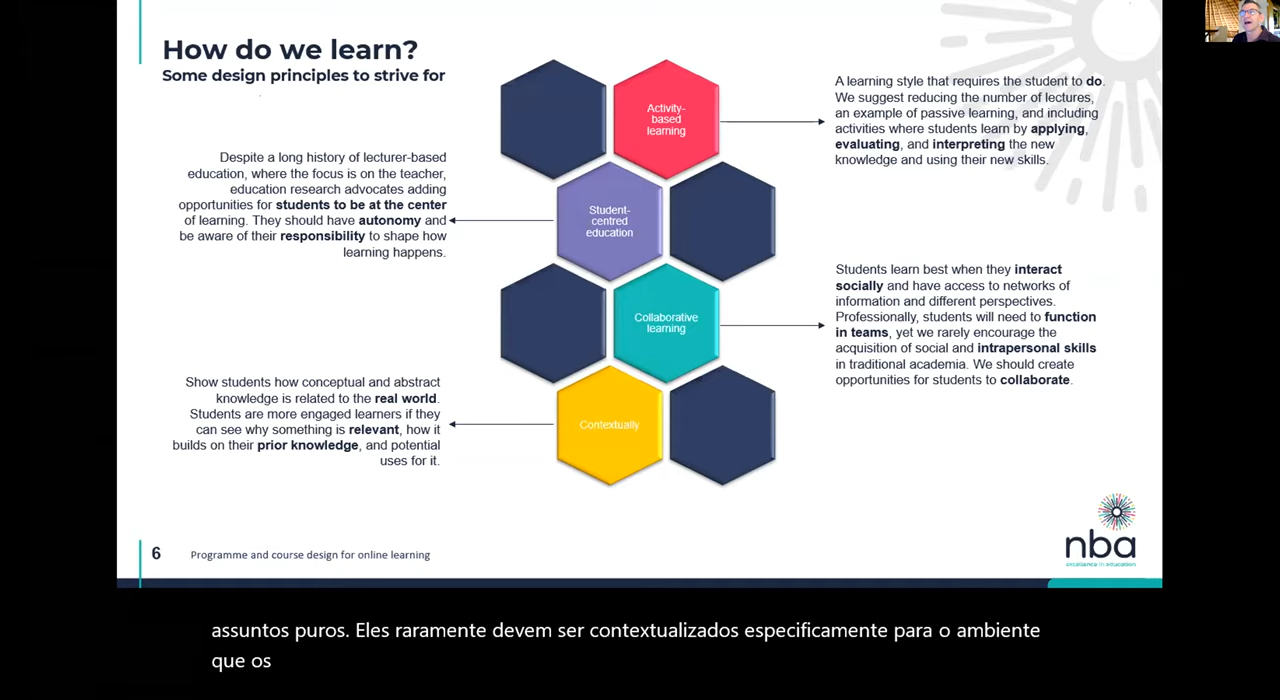 How do we learn?
Some design principles to strive for
Activity-
based
learning
A learning style that requires the student to do.
We suggest reducing the number of lectures,
an example of passive learning, and including
activities where students learn by applying,
evaluating, and interpreting the new
knowledge and using their new skills.
Despite a long history of lecturer-based
education, where the focus is on the teacher,
education research advocates adding
opportunities for students to be at the center
of learning. They should have autonomy and
be aware of their responsibility to shape how
learning happens.
Student-
centred
education
Collaborative
learning
Students learn best when they interact
socially and have access to networks of
information and different perspectives.
Professionally, students will need to function
in teams, yet we rarely encourage the
acquisition of social and intrapersonal skills
in traditional academia. We should create
opportunities for students to collaborate.
Show students how conceptual and abstract
knowledge is related to the real world.
Students are more engaged learners if they
can see why something is relevant, how it
builds on their prior knowledge, and potential
uses for it.
Contextually
6 Programme and course design for online learning
nba
excellence in education
assuntos puros. Eles raramente devem ser contextualizados especificamente para o ambiente
que os